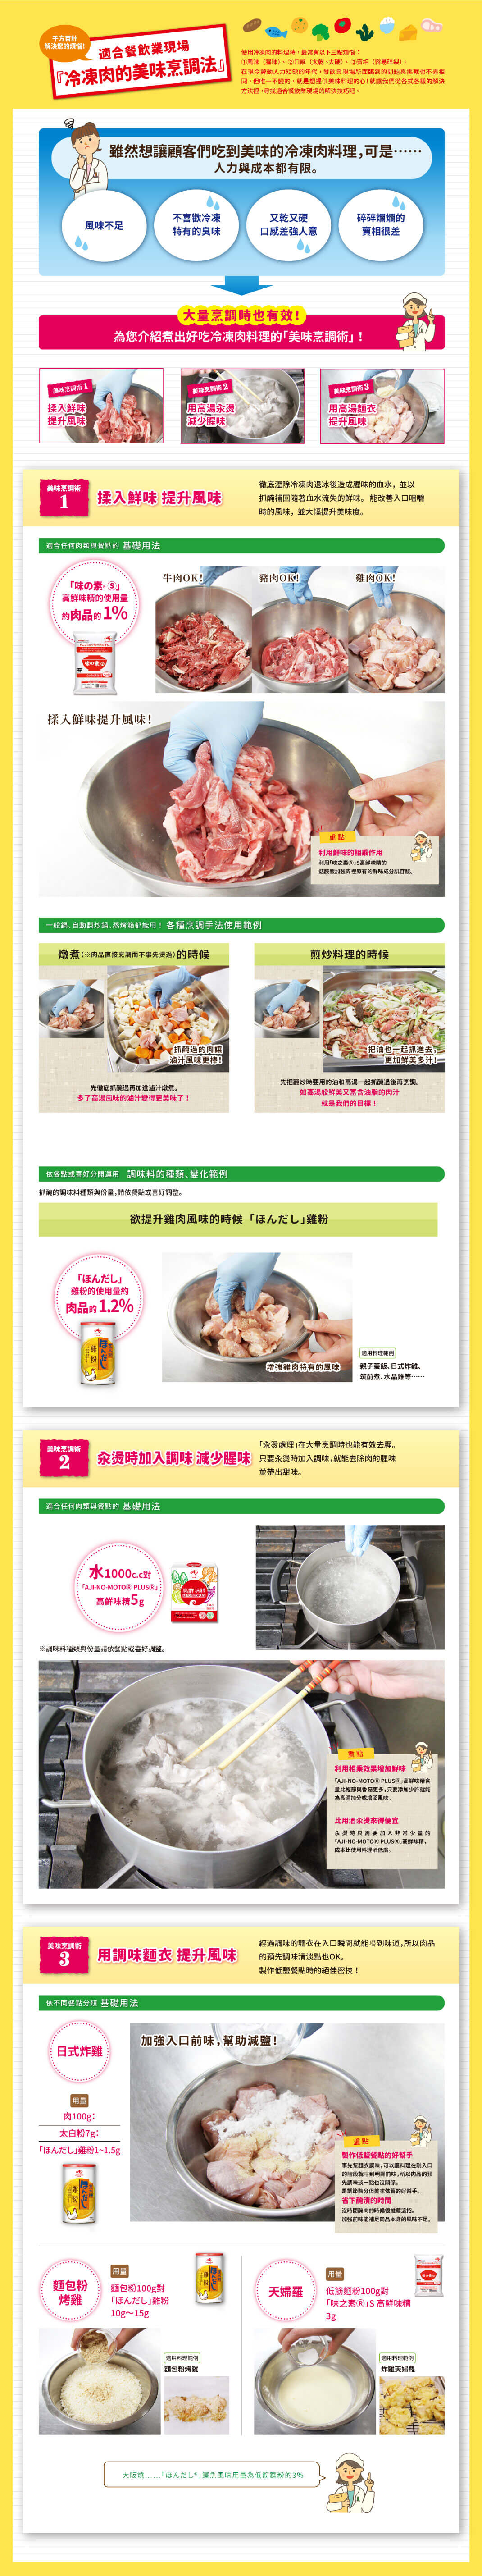 千方百計
解決您的煩惱!
適合餐飲業現場
『冷凍肉的美味烹調法』
使用冷凍肉的料理時，最常有以下三點煩惱：
①風味（腥味）、②口感（太乾、太硬）、③賣相（容易碎裂）。
在現今勞動人力短缺的年代，餐飲業現場所面臨到的問題與挑戰也不盡相
同，但唯一不變的，就是想提供美味料理的心！就讓我們從各式各樣的解決
方法裡，尋找適合餐飲業現場的解決技巧吧。
雖然想讓顧客們吃到美味的冷凍肉料理,可是……
人力與成本都有限。
風味不足
不喜歡冷凍
特有的臭味
又乾又硬
口感差強人意
碎碎爛爛的
賣相很差
大量烹調時也有效!
為您介紹煮出好吃冷凍肉料理的「美味烹調術」！
美味烹調術 1
揉入鮮味
提升風味
美味烹調術 2
用高湯汆燙
減少腥味
美味烹調術 3
用高湯麵衣
提升風味
美味烹調術
1
揉入鮮味 提升風味
徹底瀝除冷凍肉退冰後造成腥味的血水，並以
抓醃補回隨著血水流失的鮮味。 能改善入口咀嚼
時的風味，並大幅提升美味度。
適合任何肉類與餐點的 基礎用法
「味の素® Ⓢ」
高鮮味精的使用量
約肉品的 1%
牛肉OK!
豬肉OK!
雞肉OK!
揉入鮮味提升風味!
重點
利用鮮味的相乘作用
利用「味之素®」S高鮮味精的
麩胺酸加強肉裡原有的鮮味成分肌苷酸。
一般鍋、自動翻炒鍋、蒸烤箱都能用！ 各種烹調手法使用範例
燉煮(※肉品直接烹調而不事先燙過)的時候
抓醃過的肉讓
滷汁風味更棒!
先徹底抓醃過再加進滷汁燉煮。
多了高湯風味的滷汁變得更美味了！
煎炒料理的時候
把油也一起抓進去,
更加鮮美多汁!
先把翻炒時要用的油和高湯一起抓醃過後再烹調。
如高湯般鮮美又富含油脂的肉汁
就是我們的目標！
依餐點或喜好分開運用 調味料的種類、變化範例
抓醃的調味料種類與份量,請依餐點或喜好調整。
欲提升雞肉風味的時候「ほんだし」雞粉
「ほんだし」
雞粉的使用量約
肉品的 1.2%
增強雞肉特有的風味
適用料理範例
親子蓋飯、日式炸雞、
筑前煮、水晶雞等……
美味烹調術
2
汆燙時加入調味 減少腥味
「汆燙處理」在大量烹調時也能有效去腥。
只要汆燙時加入調味,就能去除肉的腥味
並帶出甜味。
適合任何肉類與餐點的 基礎用法
水1000c.c對
「AJI-NO-MOTO® PLUS®」
高鮮味精5g
※調味料種類與份量請依餐點或喜好調整。
重點
利用相乘效果增加鮮味
「AJI-NO-MOTO® PLUS®」高鮮味精含
量比鰹節與香菇更多,只要添加少許就能
為高湯加分或增添風味。
比用酒汆燙來得便宜
汆燙時只需要加入非常少量的
「AJI-NO-MOTO® PLUS®」高鮮味精，
成本比使用料理酒低廉。
美味烹調術
3
用調味麵衣 提升風味
經過調味的麵衣在入口瞬間就能嚐到味道,所以肉品
的預先調味清淡點也OK。
製作低鹽餐點時的絕佳密技！
依不同餐點分類 基礎用法
日式炸雞
用量
肉100g:
太白粉7g:
「ほんだし」雞粉1~1.5g
加強入口前味,幫助減鹽!
重點
製作低鹽餐點的好幫手
事先幫麵衣調味,可以讓料理在剛入口
的階段嚐到明顯前味,所以肉品的預
先調味淡一點也沒關係。
是調節鹽分但美味依舊的好幫手。
省下醃漬的時間
沒時間醃肉的時候很推薦這招。
加強前味能補足肉品本身的風味不足。
麵包粉
烤雞
用量
麵包粉100g對
「ほんだし」雞粉
10g～15g
適用料理範例
麵包粉烤雞
天婦羅
用量
低筋麵粉100g對
「味之素®」S 高鮮味精
3g
適用料理範例
炸雞天婦羅
大阪燒……「ほんだし®」鰹魚風味用量為低筋麵粉的3%